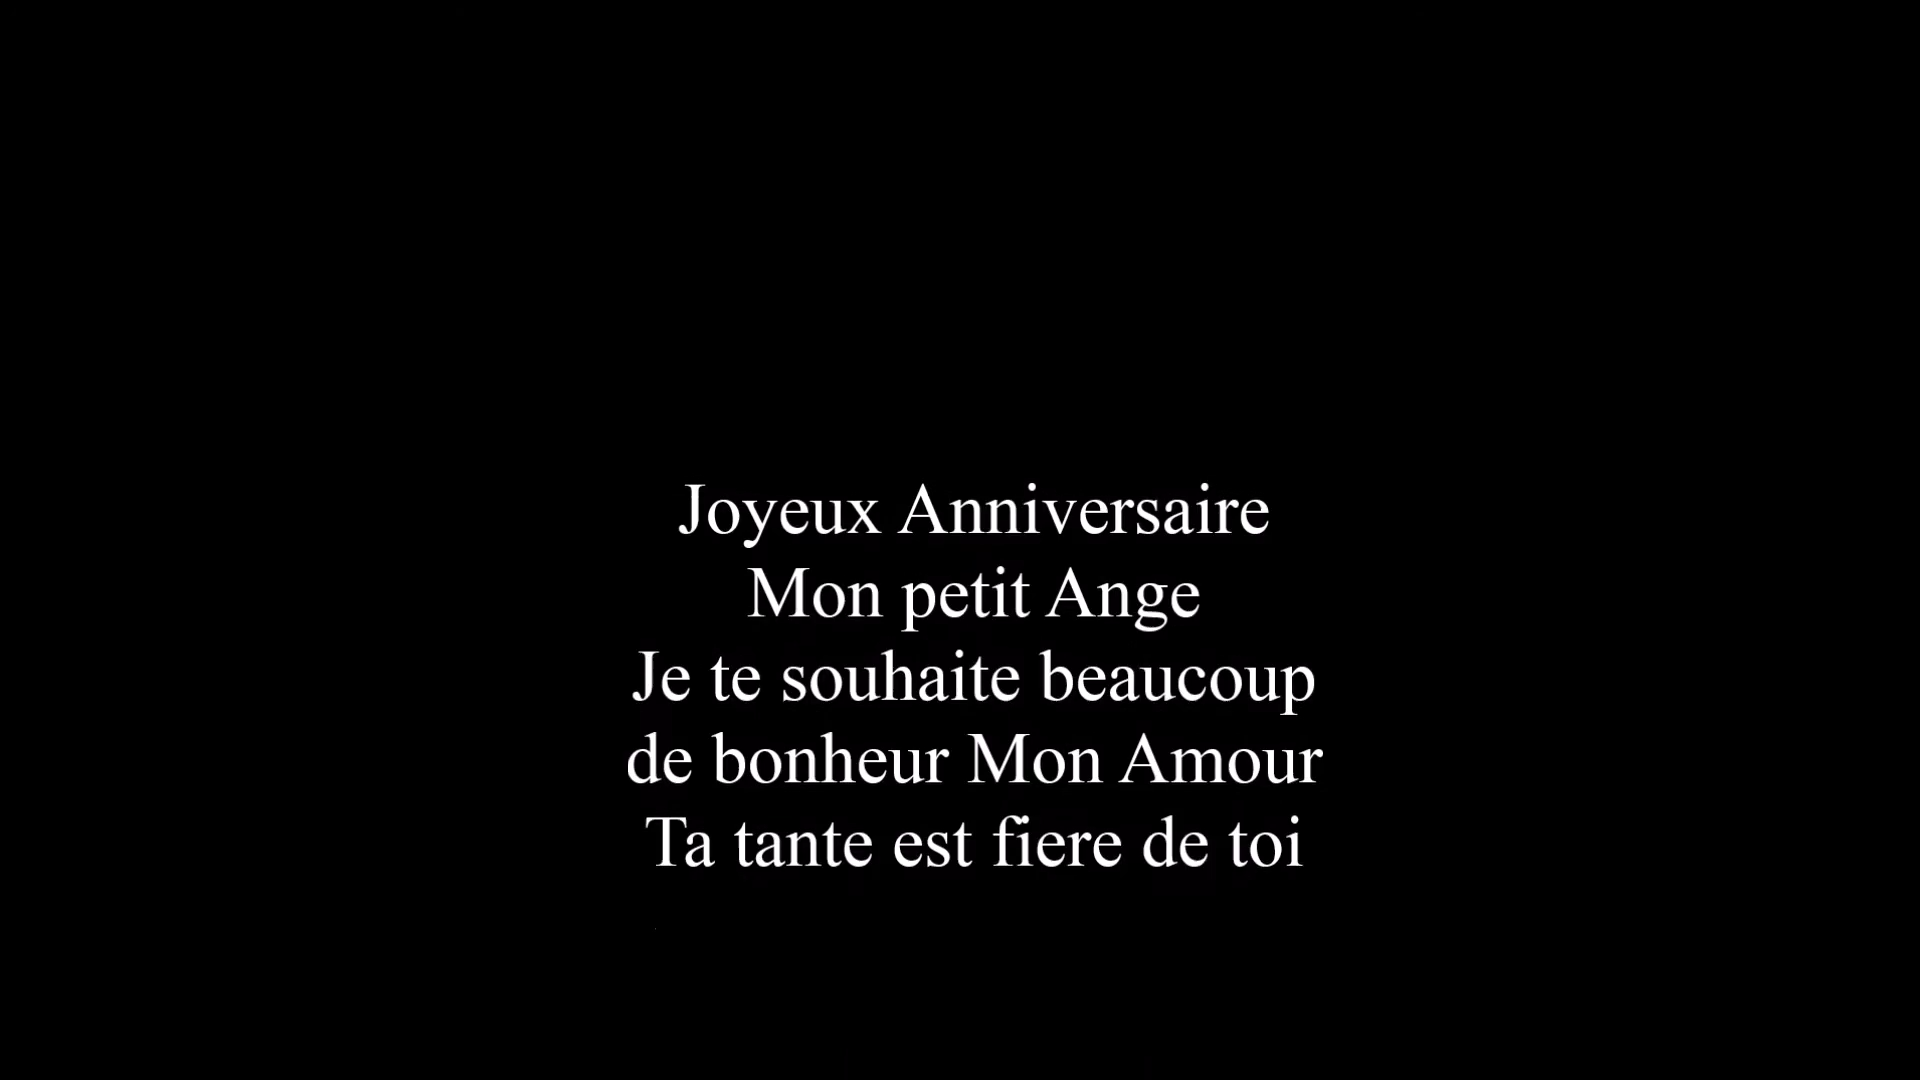 Joyeux Anniversaire
Mon petit Ange
Je te souhaite beaucoup
de bonheur Mon Amour
Ta tante est fiere de toi